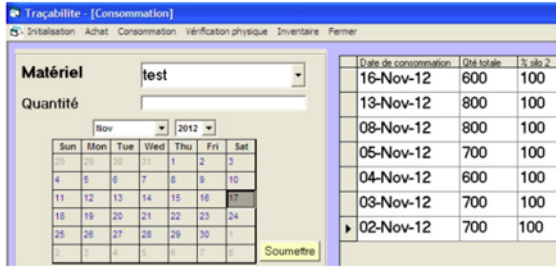 Traçabilite - [Consommation]
Initialisation Achat Consommation Vérification physique Inventaire Fermer
Matériel test
Quantité
Nov 2012
Sun Mon Tue Wed Thu Fri Sat
28 29 30 31 1 2 3
4 5 6 7 8 9 10
11 12 13 14 15 16 17
18 19 20 21 22 23 24
25 26 27 28 29 30 1
2 3 4 5 6 7 8
Soumettre
Date de consommation Qté totale % silo 2
16-Nov-12 600 100
13-Nov-12 800 100
08-Nov-12 800 100
05-Nov-12 700 100
04-Nov-12 600 100
03-Nov-12 700 100
02-Nov-12 700 100